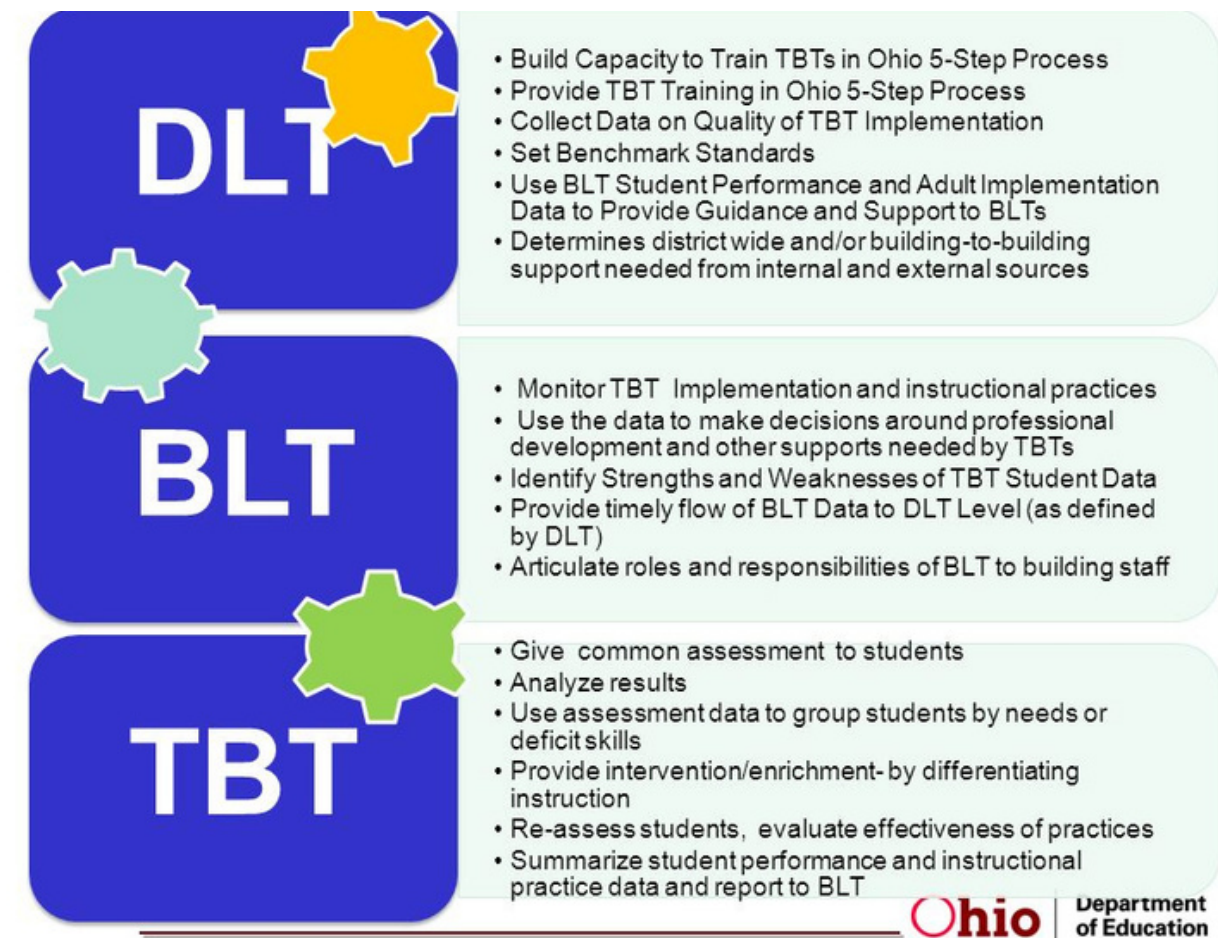 DLT
• Build Capacity to Train TBTs in Ohio 5-Step Process
• Provide TBT Training in Ohio 5-Step Process
• Collect Data on Quality of TBT Implementation
• Set Benchmark Standards
• Use BLT Student Performance and Adult Implementation
Data to Provide Guidance and Support to BLTs
• Determines district wide and/or building-to-building
support needed from internal and external sources
BLT
• Monitor TBT Implementation and instructional practices
• Use the data to make decisions around professional
development and other supports needed by TBTs
• Identify Strengths and Weaknesses of TBT Student Data
• Provide timely flow of BLT Data to DLT Level (as defined
by DLT)
• Articulate roles and responsibilities of BLT to building staff
TBT
• Give common assessment to students
• Analyze results
• Use assessment data to group students by needs or
deficit skills
• Provide intervention/enrichment- by differentiating
instruction
• Re-assess students, evaluate effectiveness of practices
• Summarize student performance and instructional
practice data and report to BLT
Ohio
Department
of Education